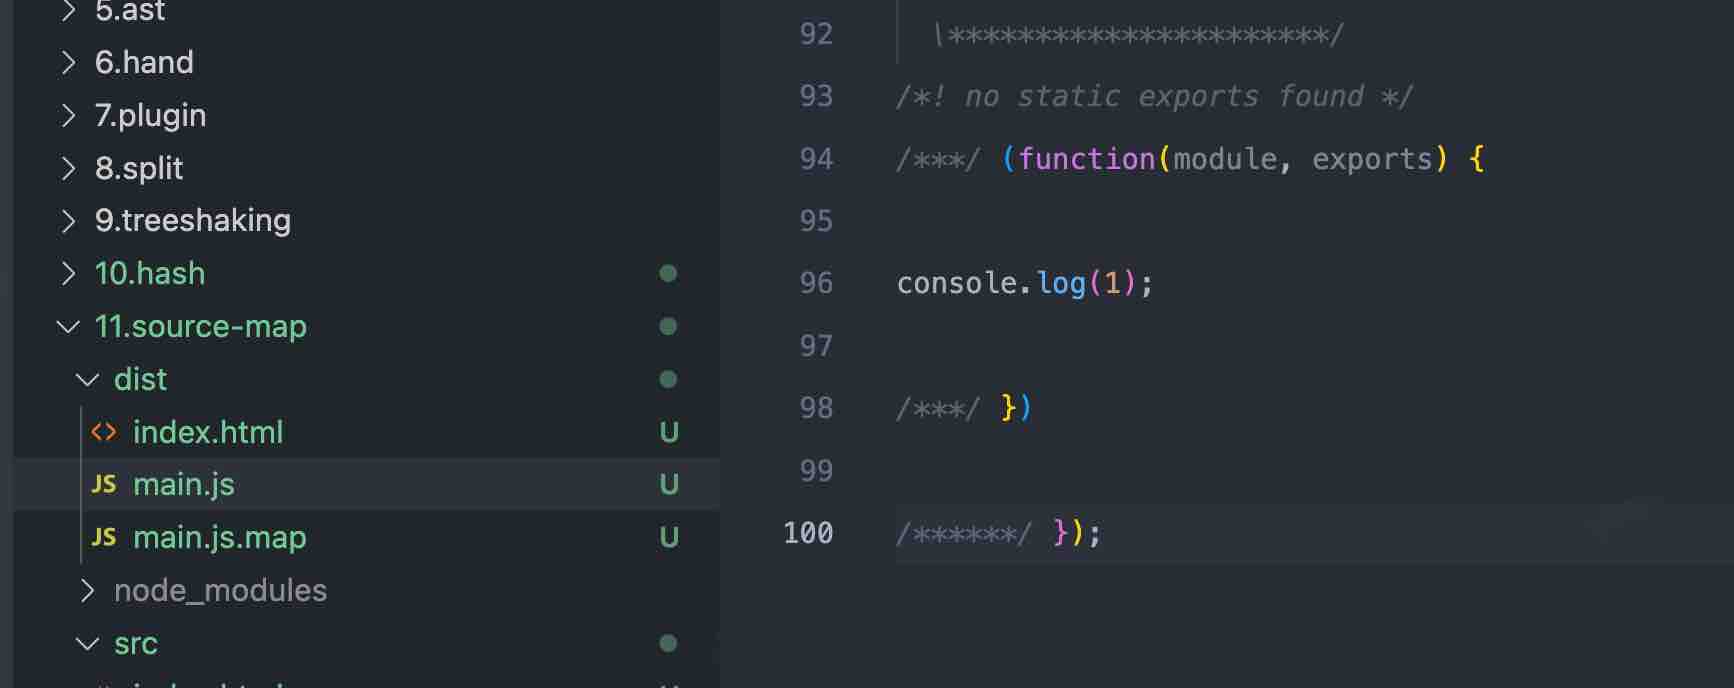 5.ast
6.hand
7.plugin
8.split
9.treeshaking
10.hash
11.source-map
dist
<> index.html U
JS main.js U
JS main.js.map U
node_modules
src
92 \**********************/
93 /*! no static exports found */
94 /***/ (function(module, exports) {
95
96 console.log(1);
97
98 /***/ })
99
100 /******/ });